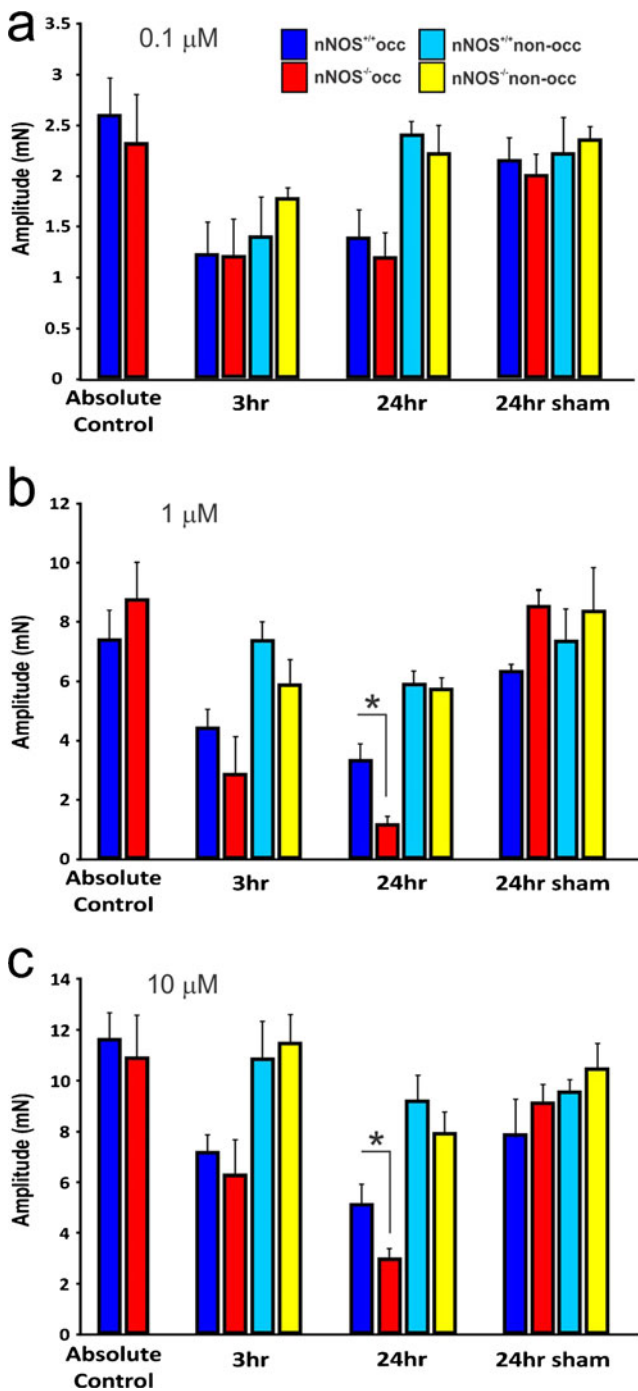 a
0.1 μM
nNOS+/+occ
nNOS+/+non-occ
nNOS-/-occ
nNOS-/-non-occ
Amplitude (mN)
3.5
3
2.5
2
1.5
1
0.5
0
Absolute
Control
3hr
24hr
24hr sham
b
1 μM
Amplitude (mN)
12
10
8
6
4
2
0
*
Absolute
Control
3hr
24hr
24hr sham
c
10 μM
Amplitude (mN)
14
12
10
8
6
4
2
0
*
Absolute
Control
3hr
24hr
24hr sham